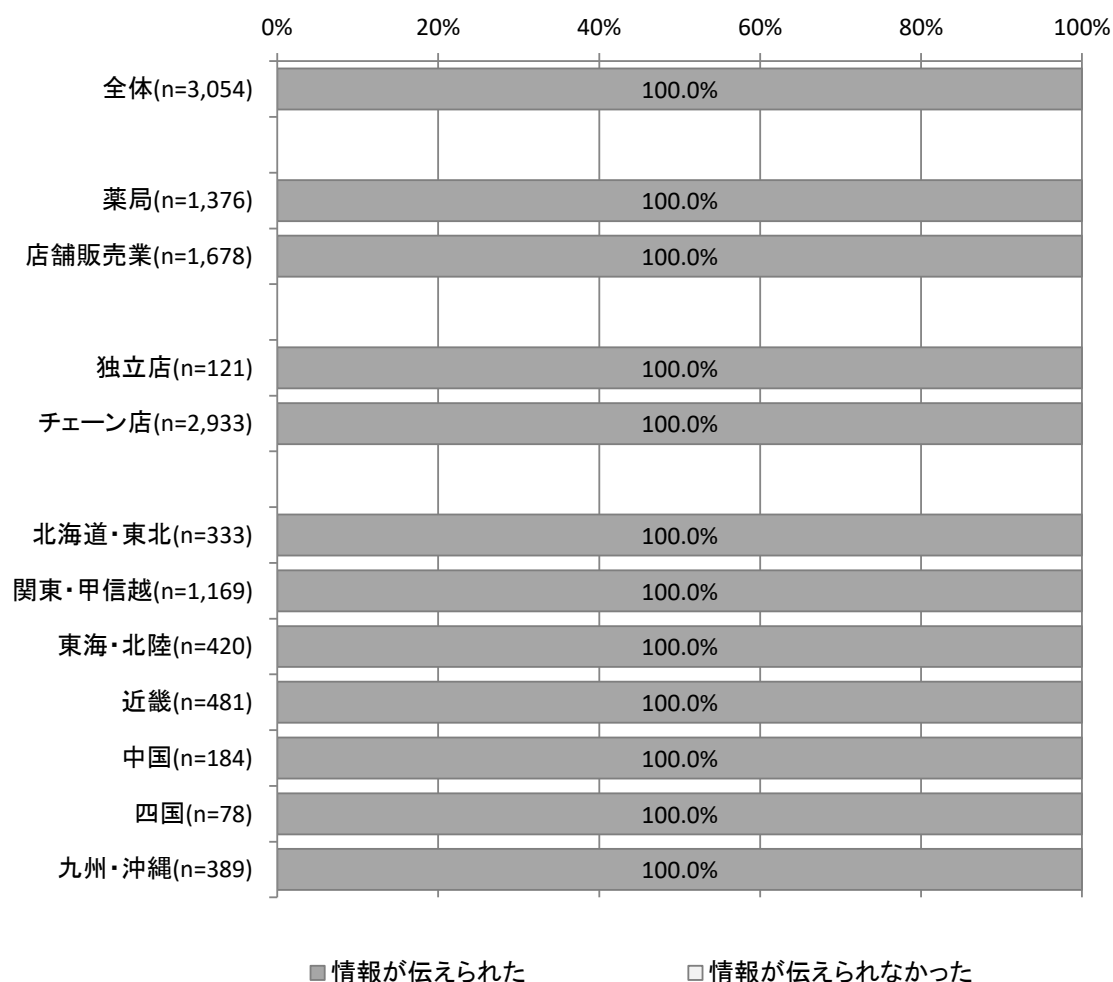 0% 20% 40% 60% 80% 100%
全体(n=3,054) 100.0%
薬局(n=1,376) 100.0%
店舗販売業(n=1,678) 100.0%
独立店(n=121) 100.0%
チェーン店(n=2,933) 100.0%
北海道・東北(n=333) 100.0%
関東・甲信越(n=1,169) 100.0%
東海・北陸(n=420) 100.0%
近畿(n=481) 100.0%
中国(n=184) 100.0%
四国(n=78) 100.0%
九州・沖縄(n=389) 100.0%
情報が伝えられた 情報が伝えられなかった